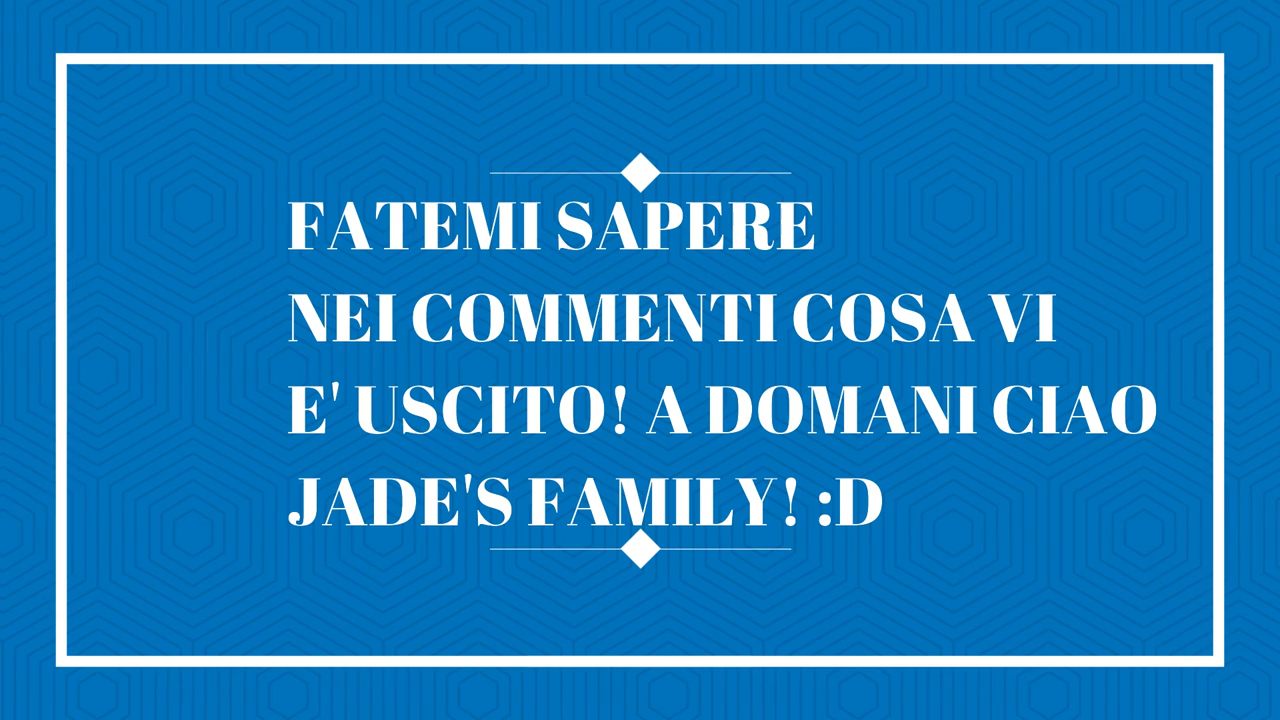 FATEMI SAPERE
NEI COMMENTI COSA VI
E' USCITO! A DOMANI CIAO
JADE'S FAMILY! :D